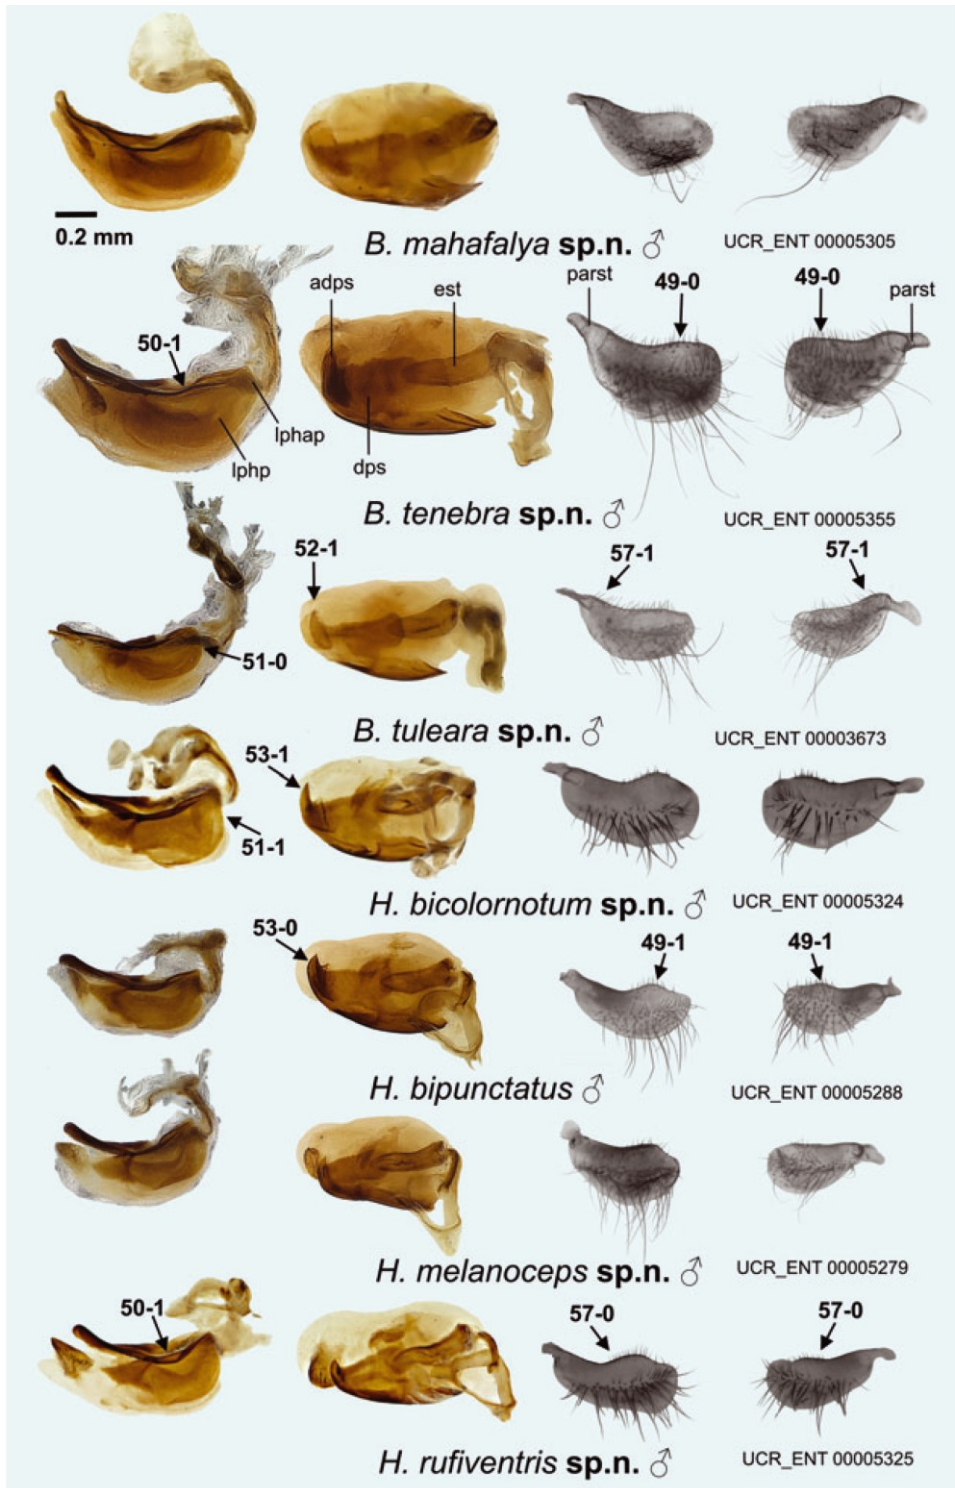 0.2 mm
B. mahafalya sp.n. ♂
UCR_ENT 00005305
adps
est
parst
49-0
49-0
parst
50-1
lphap
lphp
dps
B. tenebra sp.n. ♂
UCR_ENT 00005355
52-1
57-1
57-1
51-0
B. tuleara sp.n. ♂
UCR_ENT 00003673
53-1
51-1
H. bicolornotum sp.n. ♂
UCR_ENT 00005324
53-0
49-1
49-1
H. bipunctatus ♂
UCR_ENT 00005288
H. melanoceps sp.n. ♂
UCR_ENT 00005279
50-1
57-0
57-0
H. rufiventris sp.n. ♂
UCR_ENT 00005325